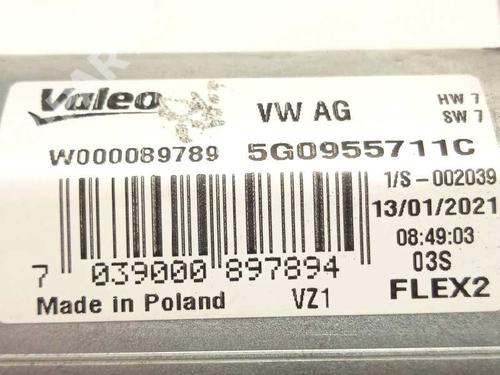 Valeo VW AG HW 7
SW 7
W000089789 5G0955711C
1/S-002039
13/01/2021
08:49:03
7 039000 897894 03S
Made in Poland VZ1 FLEX2